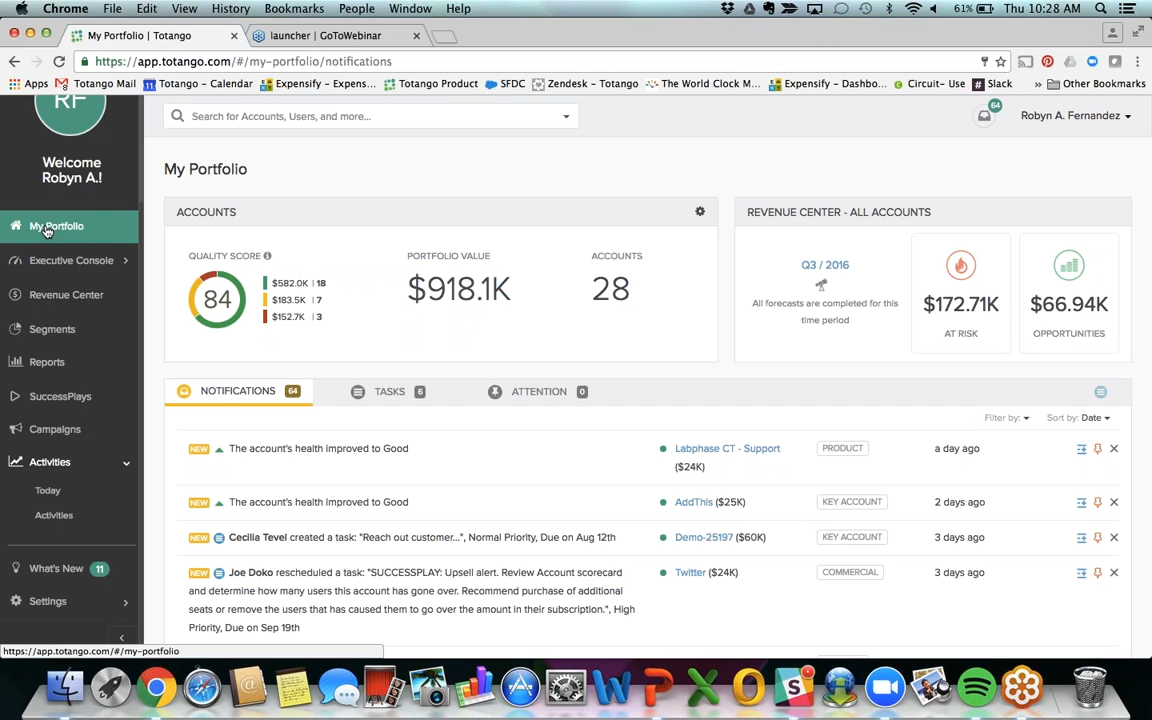 Chrome File Edit View History Bookmarks People Window Help 61% Thu 10:28 AM
My Portfolio | Totango launcher | GoToWebinar
https://app.totango.com/#/my-portfolio/notifications
Apps Totango Mail Totango – Calendar Expensify – Expens... Totango Product SFDC Zendesk – Totango The World Clock M... Expensify – Dashbo... Circuit– Use Slack » Other Bookmarks
RF
Welcome
Robyn A.!
My Portfolio
Executive Console
Revenue Center
Segments
Reports
SuccessPlays
Campaigns
Activities
Today
Activities
What's New 11
Settings
https://app.totango.com/#/my-portfolio
Search for Accounts, Users, and more...
64
Robyn A. Fernandez
My Portfolio
ACCOUNTS
QUALITY SCORE
84
$582.0K | 18
$183.5K | 7
$152.7K | 3
PORTFOLIO VALUE
$918.1K
ACCOUNTS
28
REVENUE CENTER - ALL ACCOUNTS
Q3 / 2016
All forecasts are completed for this
time period
$172.71K
AT RISK
$66.94K
OPPORTUNITIES
NOTIFICATIONS 64 TASKS 6 ATTENTION 0
Filter by: Sort by: Date
NEW The account's health improved to Good Labphase CT - Support
($24K) PRODUCT a day ago
NEW The account's health improved to Good AddThis ($25K) KEY ACCOUNT 2 days ago
NEW Cecilia Tevel created a task: "Reach out customer...", Normal Priority, Due on Aug 12th Demo-25197 ($60K) KEY ACCOUNT 3 days ago
NEW Joe Doko rescheduled a task: "SUCCESSPLAY: Upsell alert. Review Account scorecard Twitter ($24K) COMMERCIAL 3 days ago
and determine how many users this account has gone over. Recommend purchase of additional
seats or remove the users that has caused them to go over the amount in their subscription.", High
Priority, Due on Sep 19th